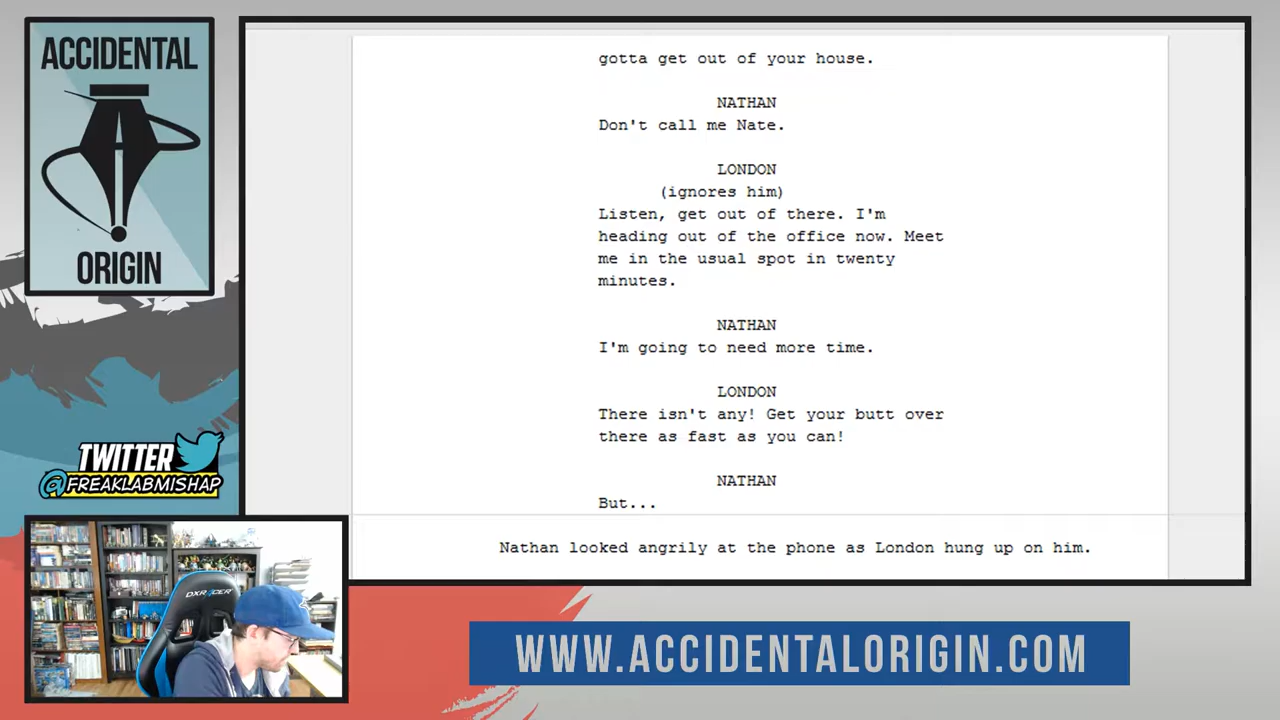 ACCIDENTAL
ORIGIN
gotta get out of your house.
NATHAN
Don't call me Nate.
LONDON
(ignores him)
Listen, get out of there. I'm
heading out of the office now. Meet
me in the usual spot in twenty
minutes.
NATHAN
I'm going to need more time.
LONDON
There isn't any! Get your butt over
there as fast as you can!
NATHAN
But...
Nathan looked angrily at the phone as London hung up on him.
TWITTER
@FREAKLABMISHAP
DXRACER
WWW.ACCIDENTALORIGIN.COM